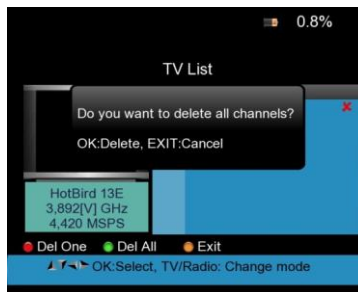 0.8%
TV List
Do you want to delete all channels?
OK:Delete, EXIT:Cancel
HotBird 13E
3,892[V] GHz
4,420 MSPS
Del One Del All Exit
OK:Select, TV/Radio: Change mode